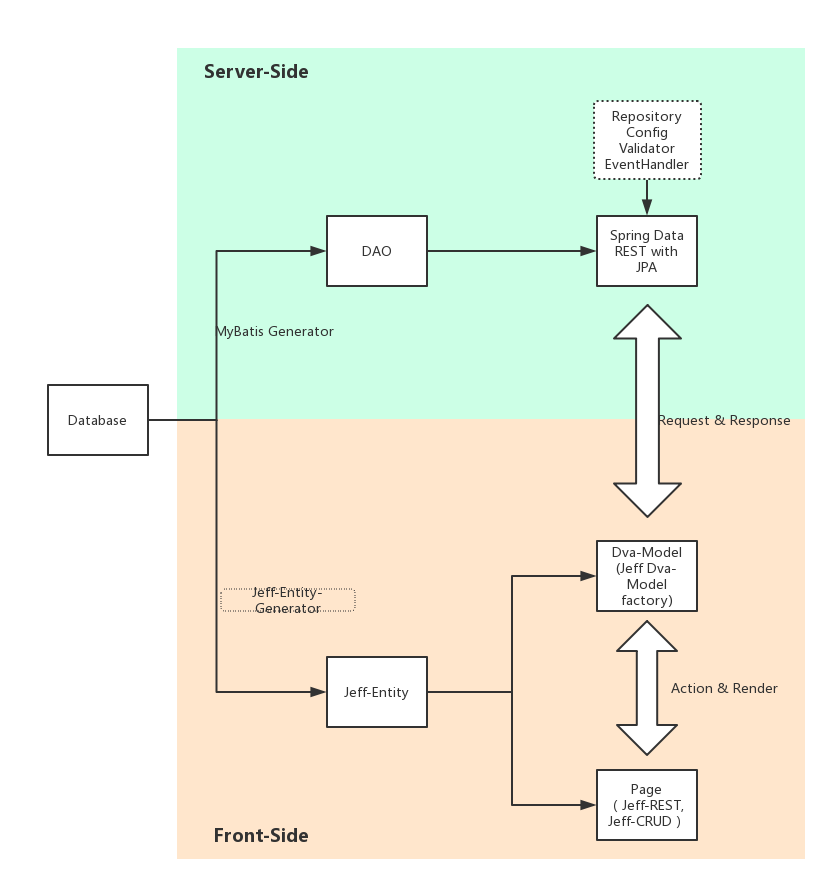 Server-Side
Repository
Config
Validator
EventHandler
DAO
Spring Data
REST with
JPA
MyBatis Generator
Database
Request & Response
Dva-Model
(Jeff Dva-
Model
factory)
Jeff-Entity-
Generator
Jeff-Entity
Action & Render
Page
( Jeff-REST,
Jeff-CRUD )
Front-Side